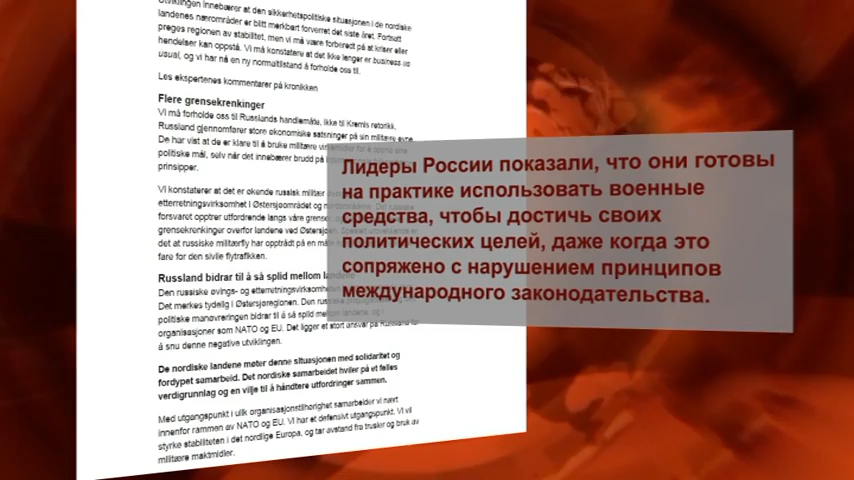 Utviklingen innebærer at den sikkerhetspolitiske situasjonen i de nordiske
landenes nærområder er blitt merkbart forverret det siste året. Fortsatt
preges regionen av stabilitet, men vi må være forberedt på at kriser eller
hendelser kan oppstå. Vi må konstatere at det ikke lenger er business as
usual, og vi har nå en ny normaltilstand å forholde oss til.
Les ekspertenes kommentarer på kronikken
Flere grensekrenkinger
Vi må forholde oss til Russlands handlemåte, ikke til Kremls retorikk.
Russland gjennomfører store økonomiske satsninger på sin militære evne.
De har vist at de er klare til å bruke militære virkemidler for å oppnå sine
politiske mål, selv når det innebærer brudd på
prinsipper.
Vi konstaterer at det er økende russisk militær
etterretningsvirksomhet i Østersjøområdet og
forsvaret opptrer utfordrende langs våre
grensekrenkinger overfor landene ved Østersjøen.
det at russiske militærfly har opptrådt på en
fare for den sivile flytrafikken.
Russland bidrar til å så splid mellom landene
Den russiske øvings- og etterretningsvirksomheten
Det merkes tydelig i Østersjøregionen. Den russiske
politiske manøvreringen bidrar til å så splid mellom landene, og i
organisasjoner som NATO og EU. Det ligger et stort ansvar på Russland for
å snu denne negative utviklingen.
De nordiske landene møter denne situasjonen med solidaritet og
fordypet samarbeid. Det nordiske samarbeidet hviler på et felles
verdigrunnlag og en vilje til å håndtere utfordringer sammen.
Med utgangspunkt i ulik organisasjonstilhørighet samarbeider vi nært
innenfor rammen av NATO og EU. Vi har et defensivt utgangspunkt. Vi vil
styrke stabiliteten i det nordlige Europa, og tar avstand fra trusler og bruk av
militære maktmidler.
Лидеры России показали, что они готовы
на практике использовать военные
средства, чтобы достичь своих
политических целей, даже когда это
сопряжено с нарушением принципов
международного законодательства.